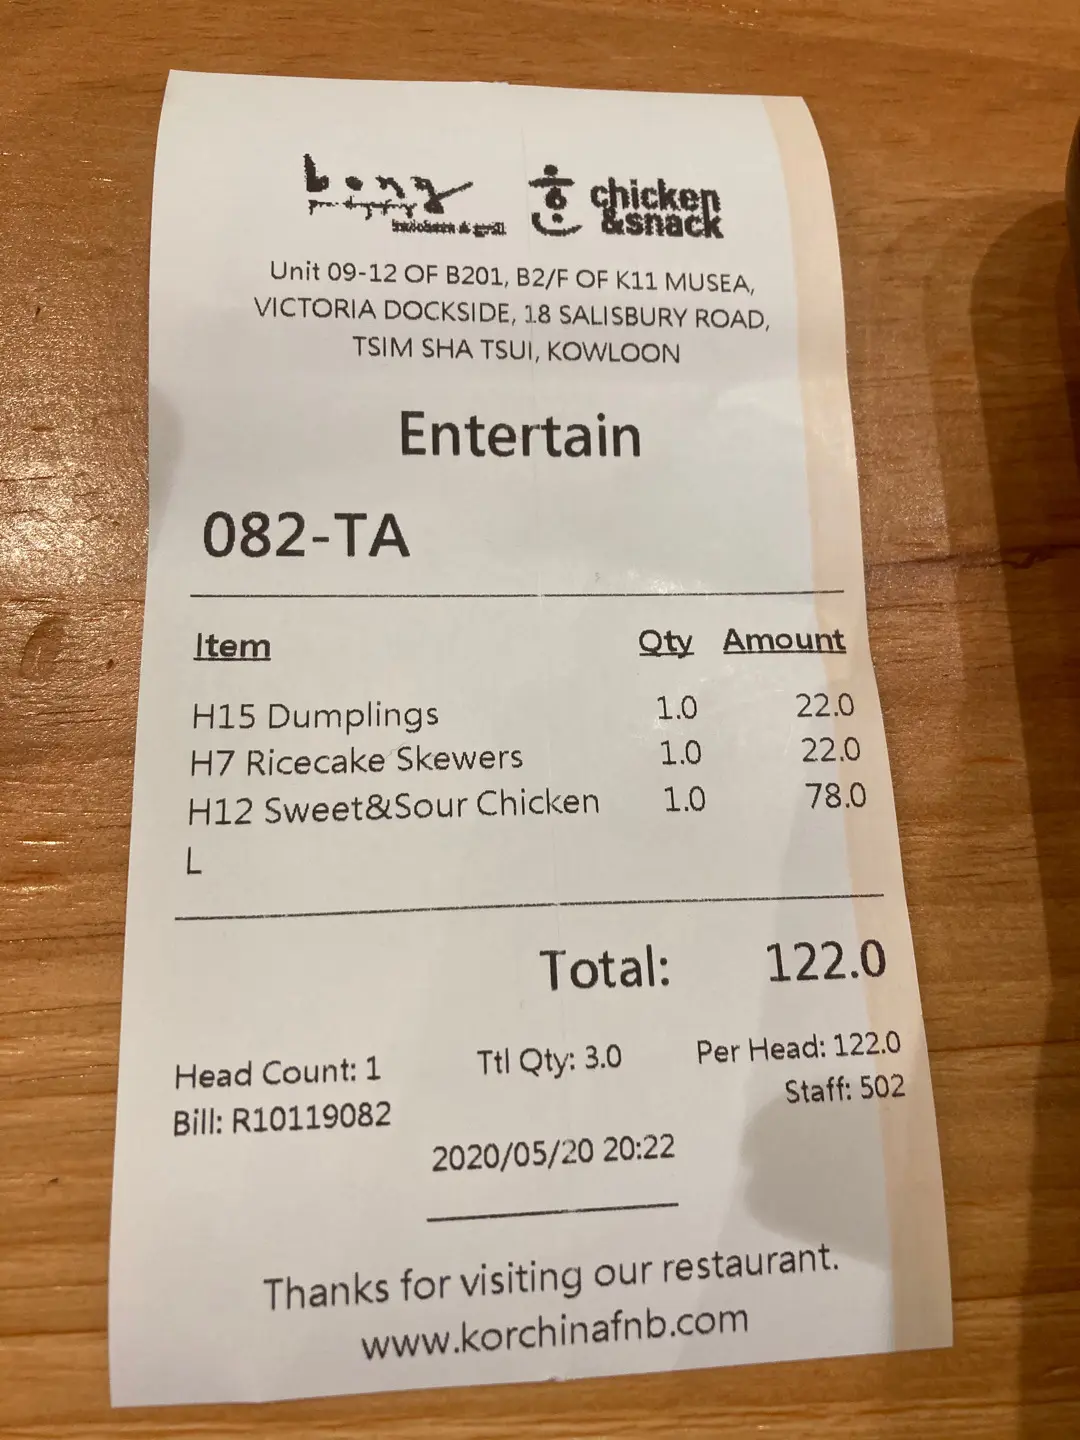 bong
chicken
&snack
Unit 09-12 OF B201, B2/F OF K11 MUSEA,
VICTORIA DOCKSIDE, 18 SALISBURY ROAD,
TSIM SHA TSUI, KOWLOON
Entertain
082-TA
Item Qty Amount
H15 Dumplings 1.0 22.0
H7 Ricecake Skewers 1.0 22.0
H12 Sweet&Sour Chicken 1.0 78.0
L
Total: 122.0
Head Count: 1 Ttl Qty: 3.0 Per Head: 122.0
Bill: R10119082 Staff: 502
2020/05/20 20:22
Thanks for visiting our restaurant.
www.korchinafnb.com